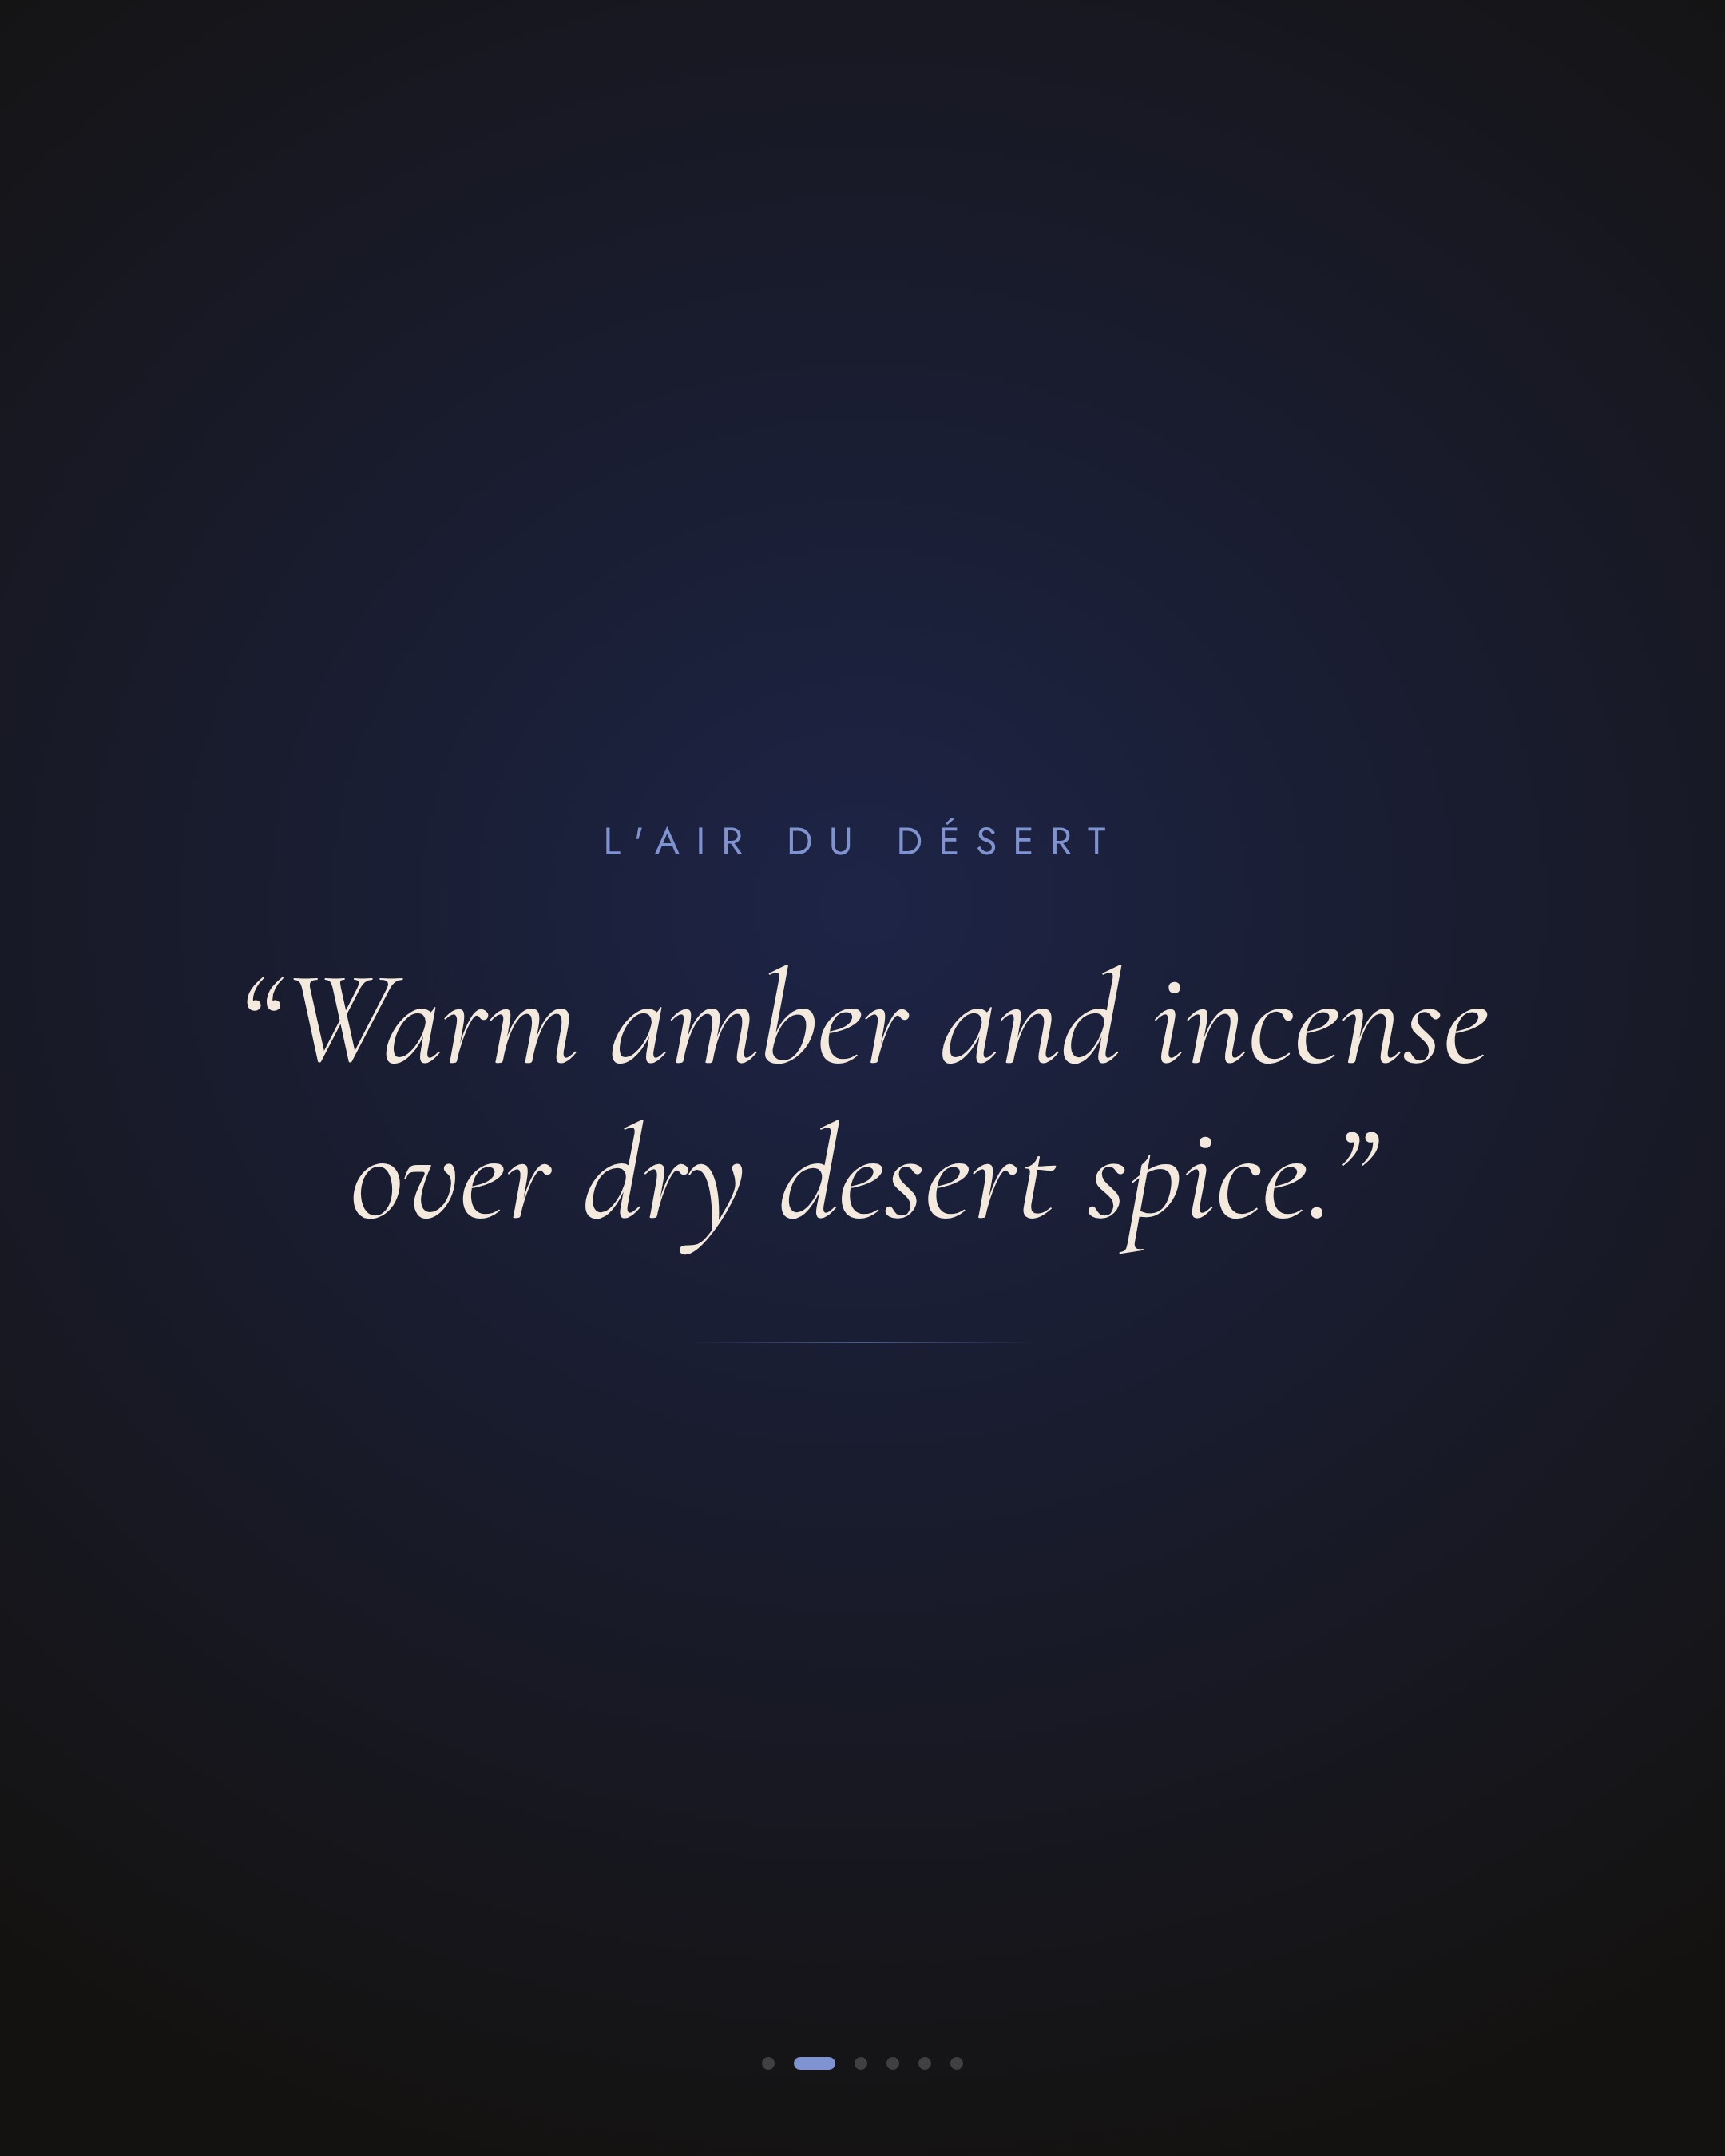 L'AIR DU DÉSERT
“Warm amber and incense
over dry desert spice.”